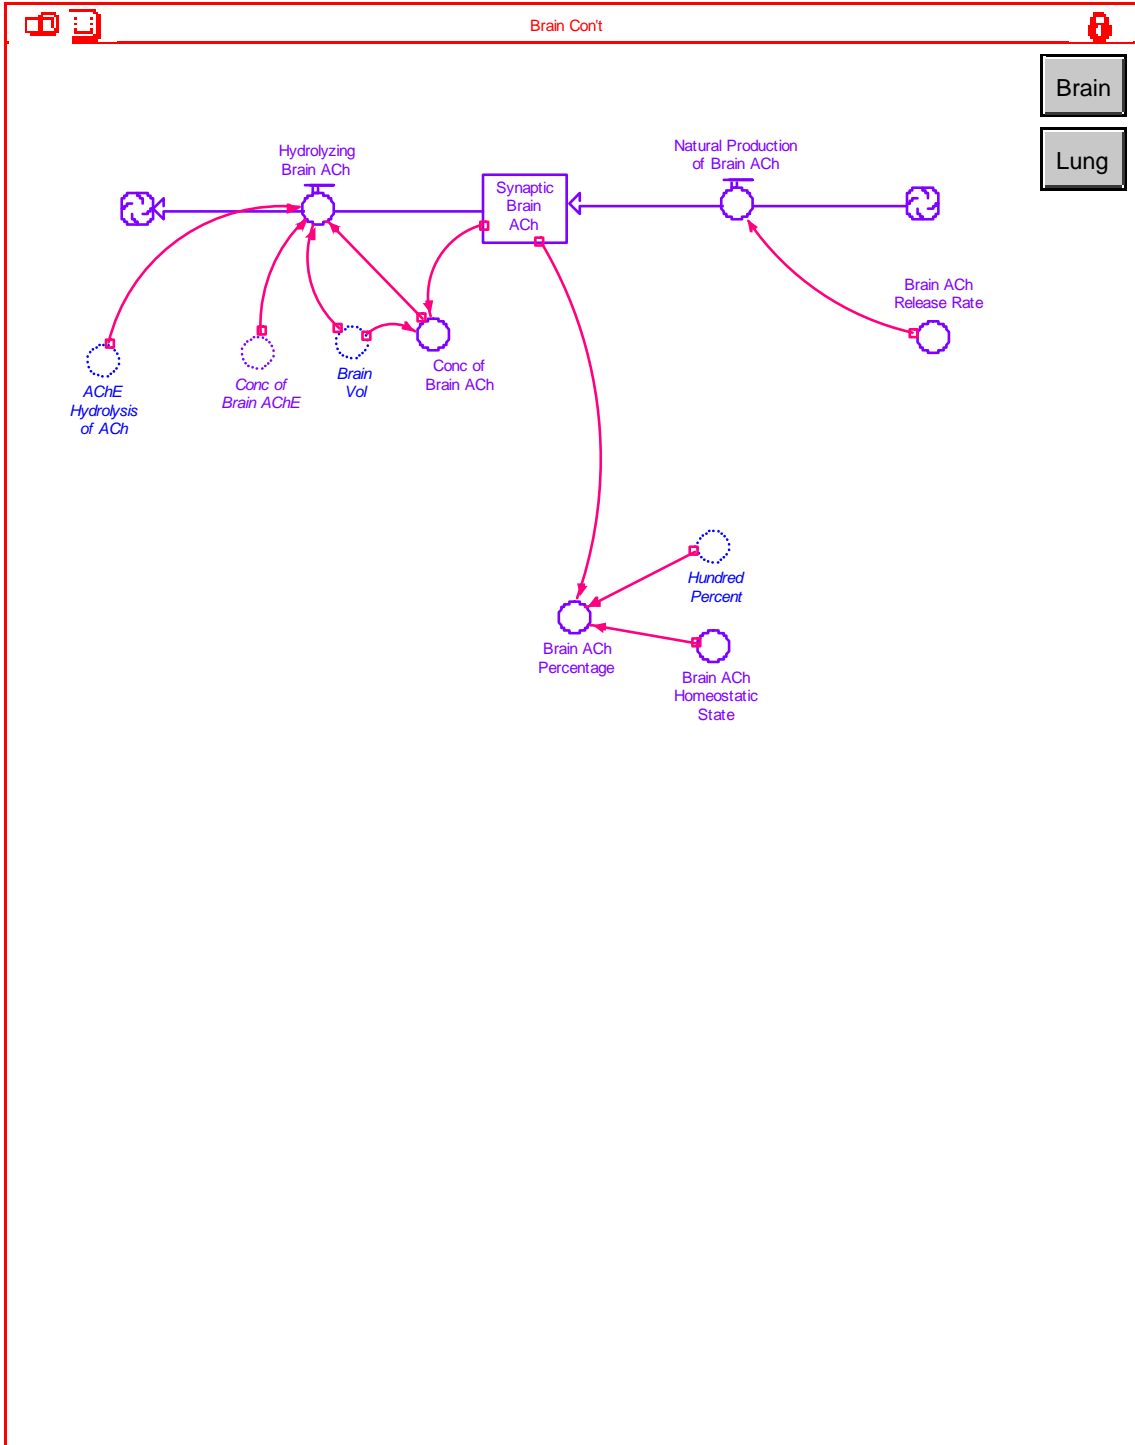 Brain Con't
Brain
Lung
Hydrolyzing
Brain ACh
Synaptic
Brain
ACh
Natural Production
of Brain ACh
Brain ACh
Release Rate
AChE
Hydrolysis
of ACh
Conc of
Brain AChE
Brain
Vol
Conc of
Brain ACh
Hundred
Percent
Brain ACh
Percentage
Brain ACh
Homeostatic
State